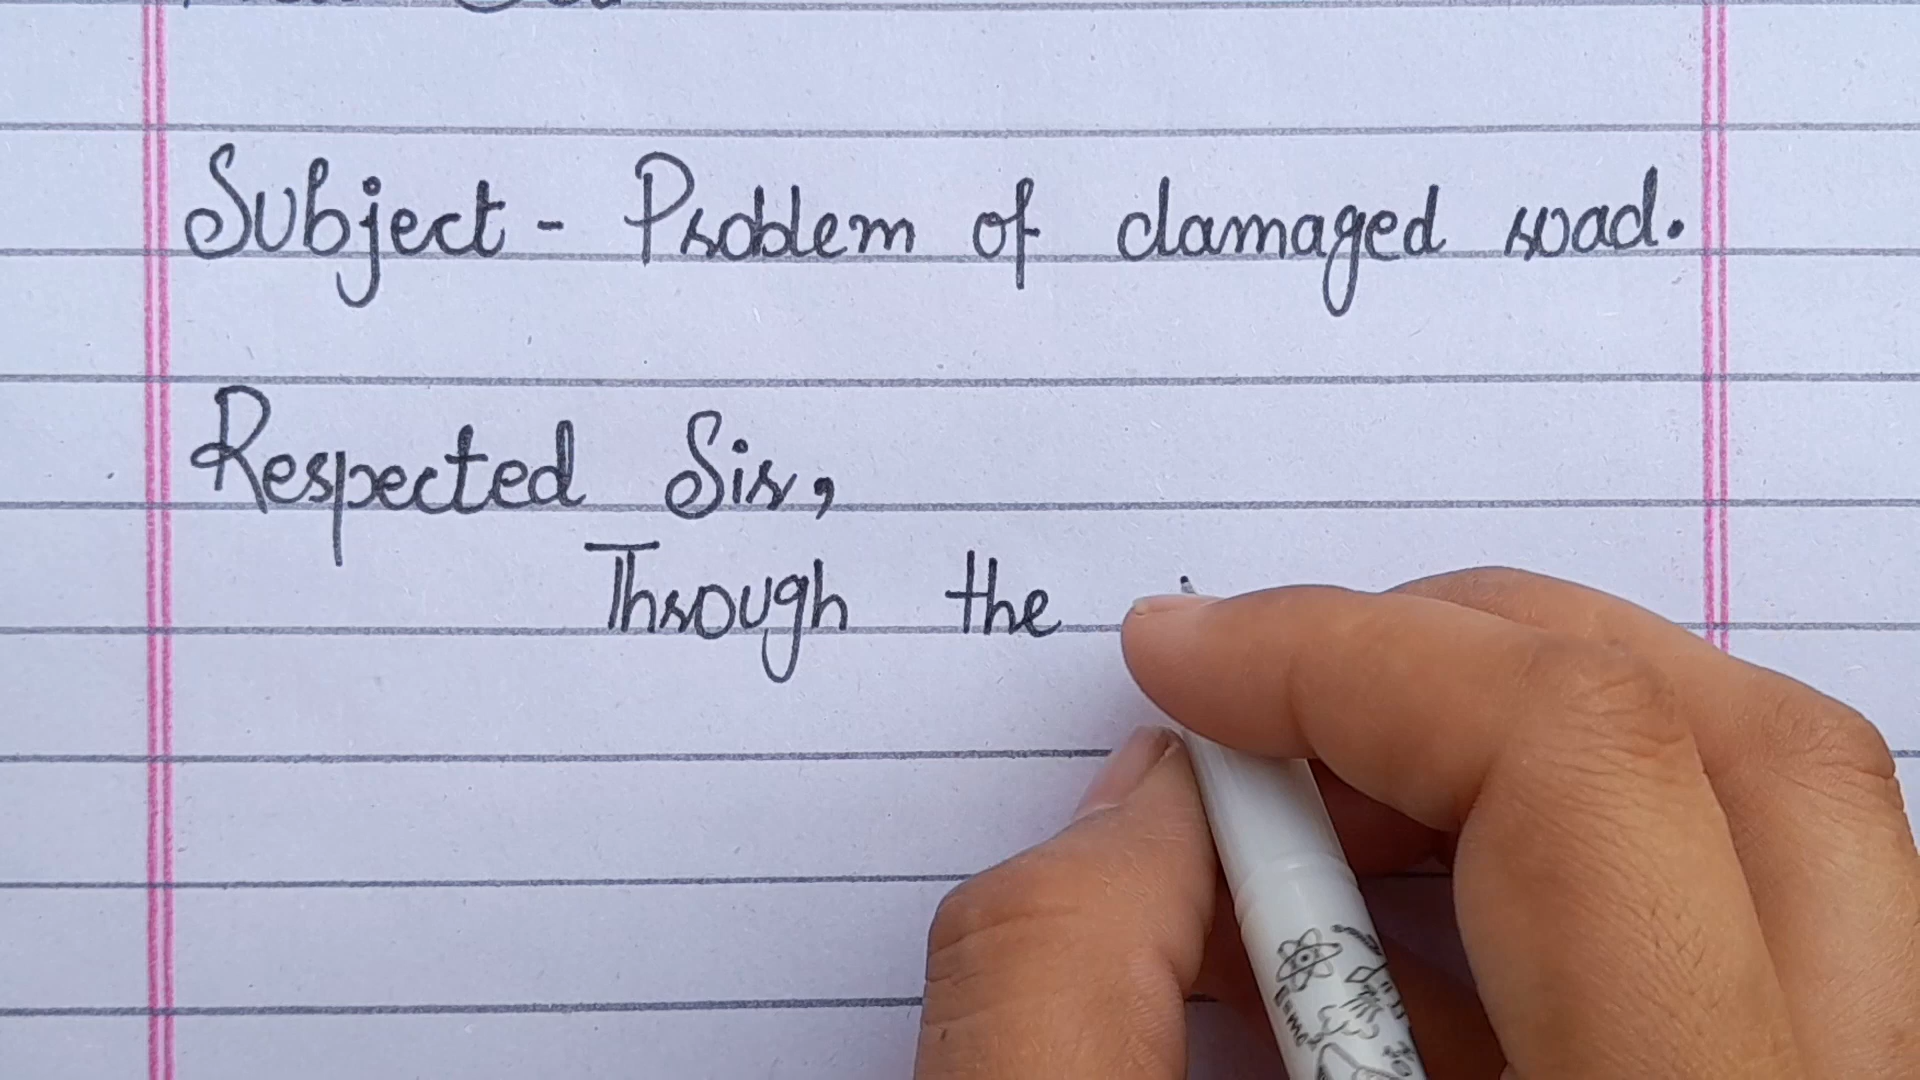 Subject - Problem of damaged road.
Respected Sir,
Through the